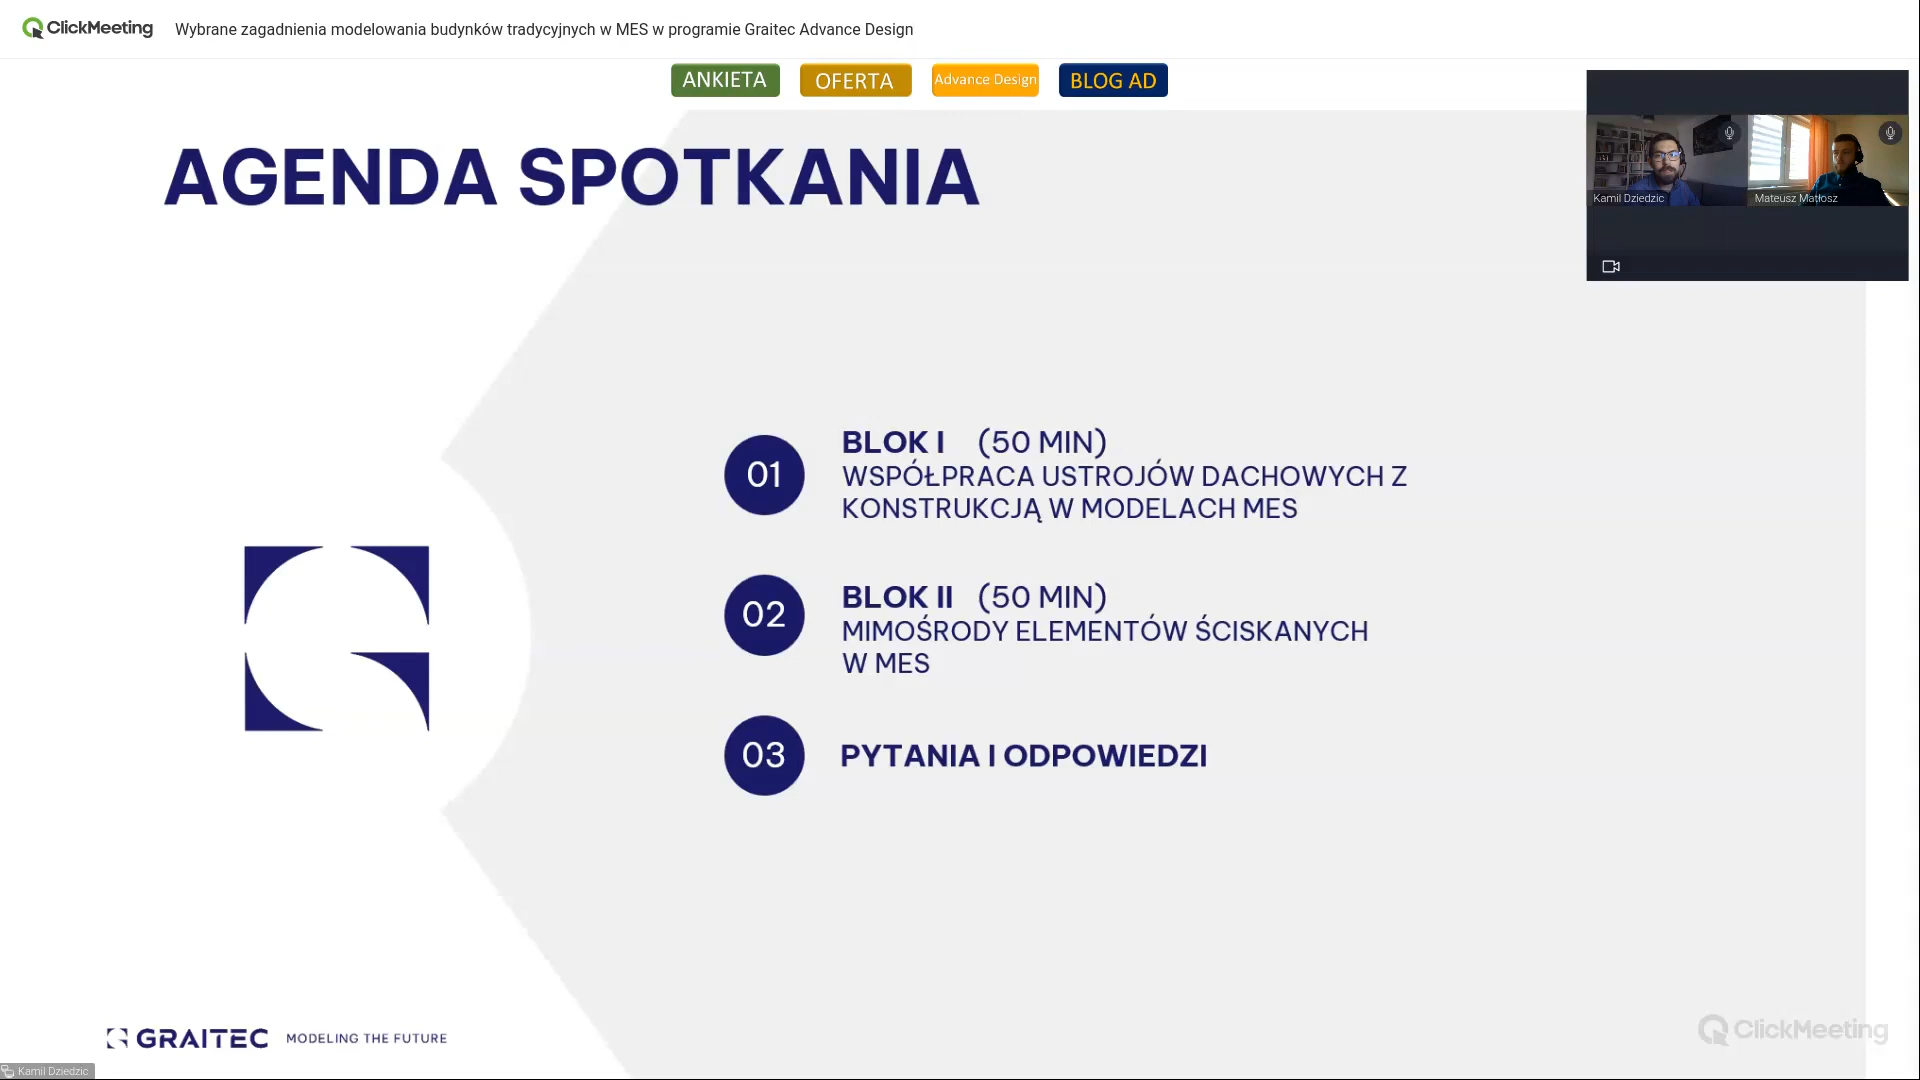 ClickMeeting Wybrane zagadnienia modelowania budynków tradycyjnych w MES w programie Graitec Advance Design
ANKIETA OFERTA Advance Design BLOG AD
AGENDA SPOTKANIA
Kamil Dziedzic Mateusz Matłosz
01 BLOK I (50 MIN)
WSPÓŁPRACA USTROJÓW DACHOWYCH Z
KONSTRUKCJĄ W MODELACH MES
02 BLOK II (50 MIN)
MIMOŚRODY ELEMENTÓW ŚCISKANYCH
W MES
03 PYTANIA I ODPOWIEDZI
GRAITEC MODELING THE FUTURE
ClickMeeting
Kamil Dziedzic